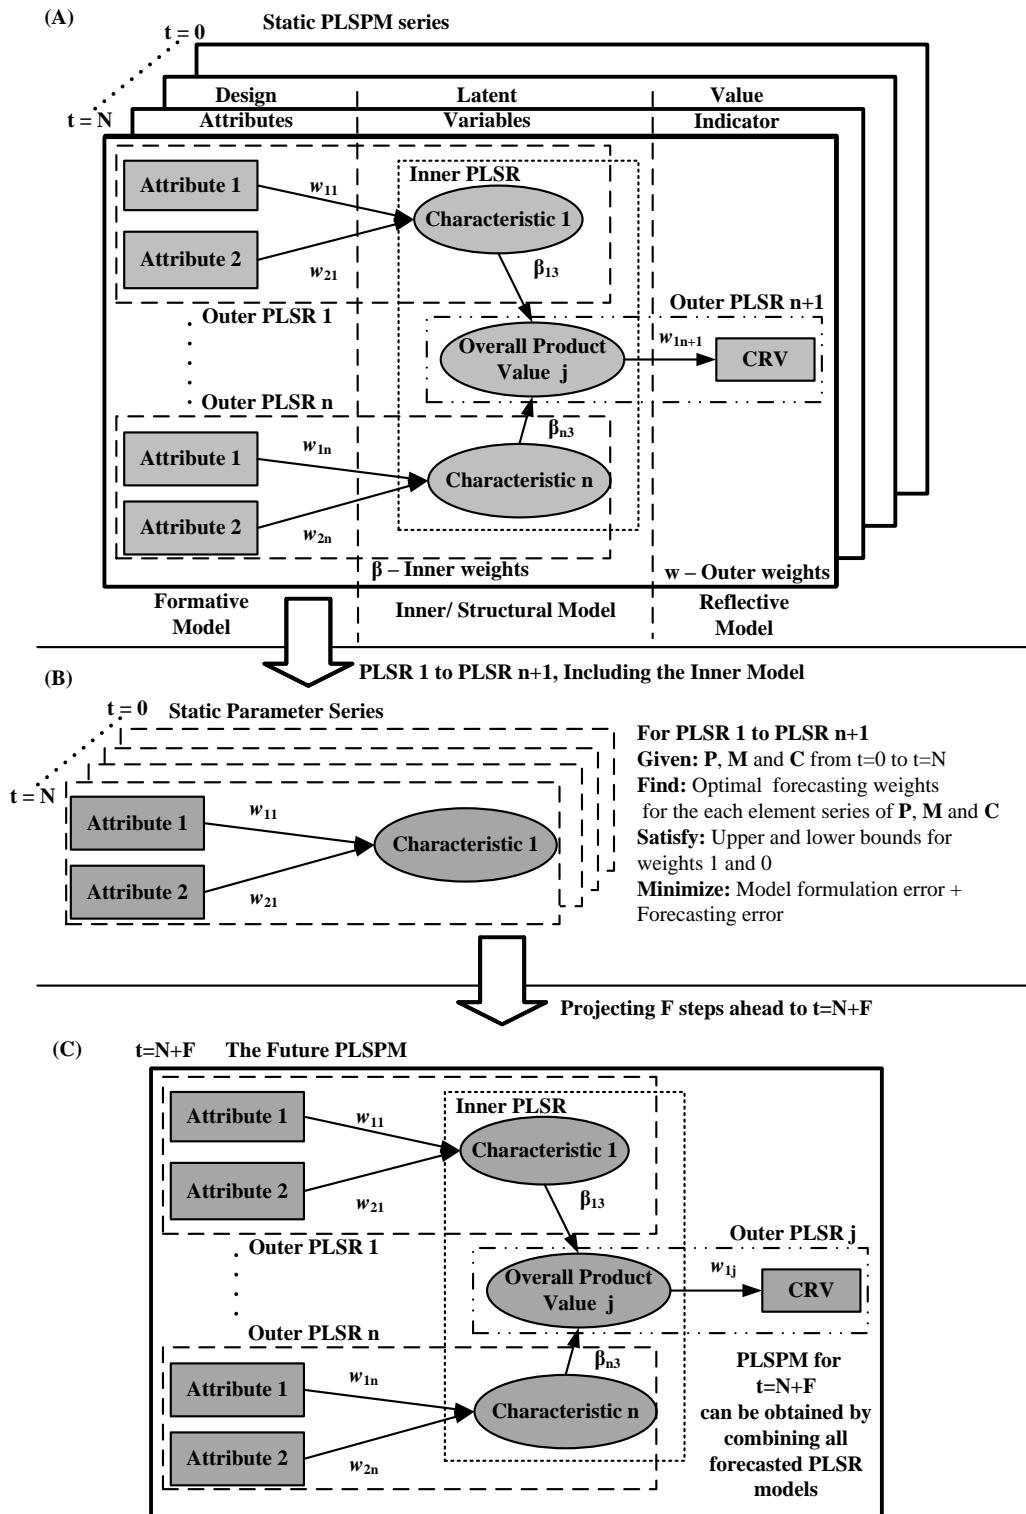 (A)
Static PLSPM series
t = 0
t = N
Design Attributes
Latent Variables
Value Indicator
Inner PLSR
Attribute 1
w11
Characteristic 1
Attribute 2
w21
β13
Outer PLSR 1
Outer PLSR n+1
Overall Product
Value j
w1n+1
CRV
Outer PLSR n
βn3
Attribute 1
w1n
Characteristic n
Attribute 2
w2n
β – Inner weights
w – Outer weights
Formative
Model
Inner/ Structural Model
Reflective
Model
PLSR 1 to PLSR n+1, Including the Inner Model
(B)
t = 0
Static Parameter Series
t = N
Attribute 1
w11
Characteristic 1
Attribute 2
w21
For PLSR 1 to PLSR n+1
Given: P, M and C from t=0 to t=N
Find: Optimal forecasting weights
for the each element series of P, M and C
Satisfy: Upper and lower bounds for
weights 1 and 0
Minimize: Model formulation error +
Forecasting error
Projecting F steps ahead to t=N+F
(C)
t=N+F The Future PLSPM
Inner PLSR
Attribute 1
w11
Characteristic 1
Attribute 2
w21
β13
Outer PLSR 1
Outer PLSR j
Overall Product
Value j
w1j
CRV
Outer PLSR n
βn3
Attribute 1
w1n
Characteristic n
Attribute 2
w2n
PLSPM for
t=N+F
can be obtained by
combining all
forecasted PLSR
models